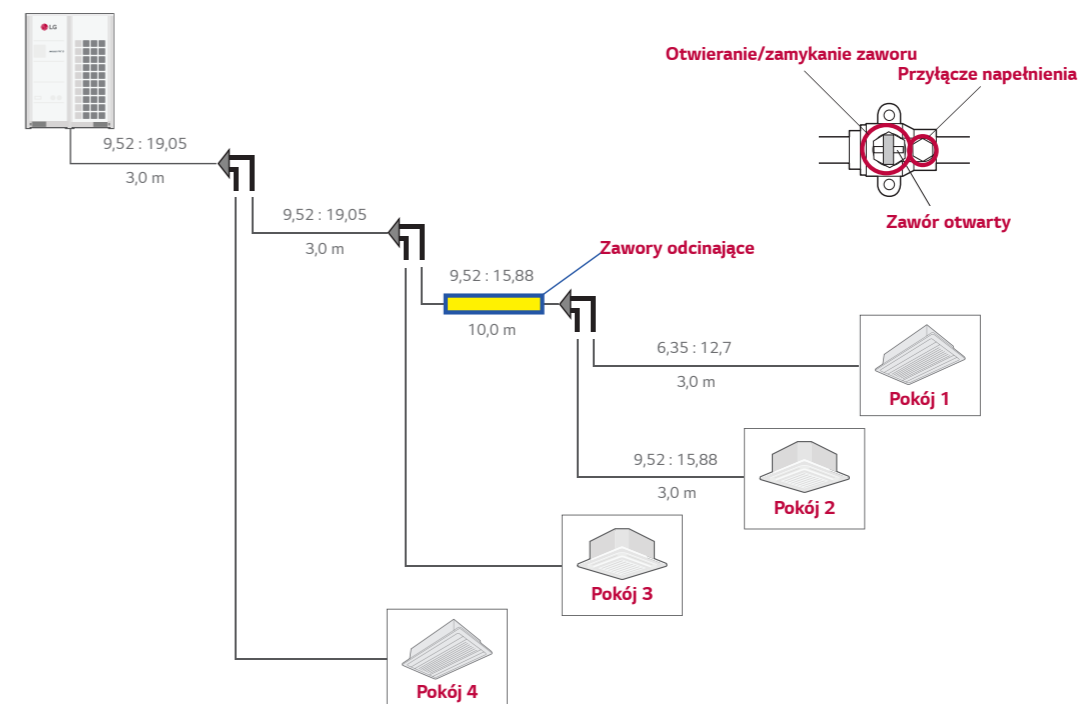 LG
Otwieranie/zamykanie zaworu
Przyłącze napełnienia
9,52 : 19,05
3,0 m
9,52 : 19,05
3,0 m
Zawór otwarty
Zawory odcinające
9,52 : 15,88
10,0 m
6,35 : 12,7
3,0 m
Pokój 1
9,52 : 15,88
3,0 m
Pokój 2
Pokój 3
Pokój 4